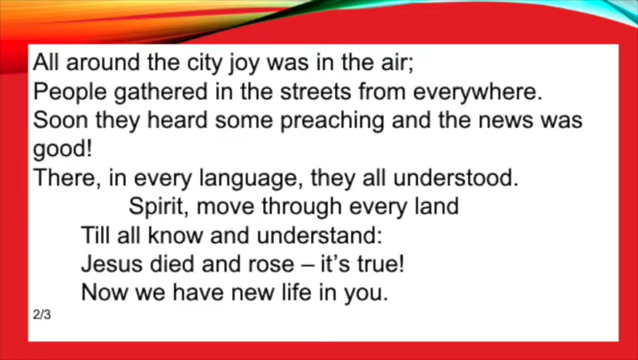 All around the city joy was in the air;
People gathered in the streets from everywhere.
Soon they heard some preaching and the news was
good!
There, in every language, they all understood.
Spirit, move through every land
Till all know and understand:
Jesus died and rose – it's true!
Now we have new life in you.
2/3